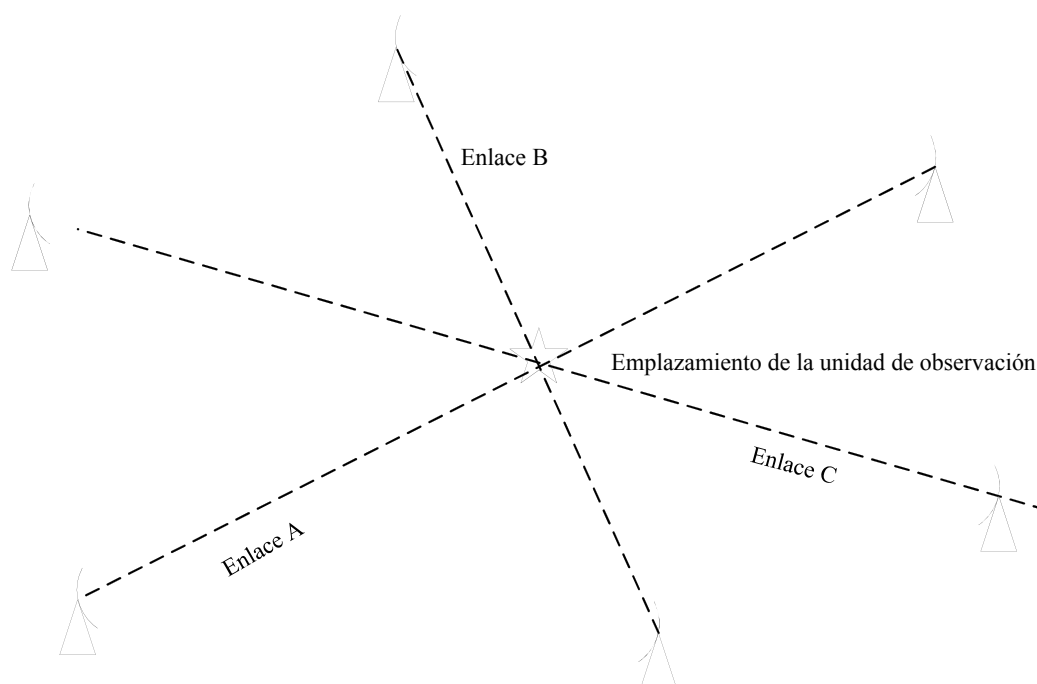 Enlace B
Emplazamiento de la unidad de observación
Enlace C
Enlace A